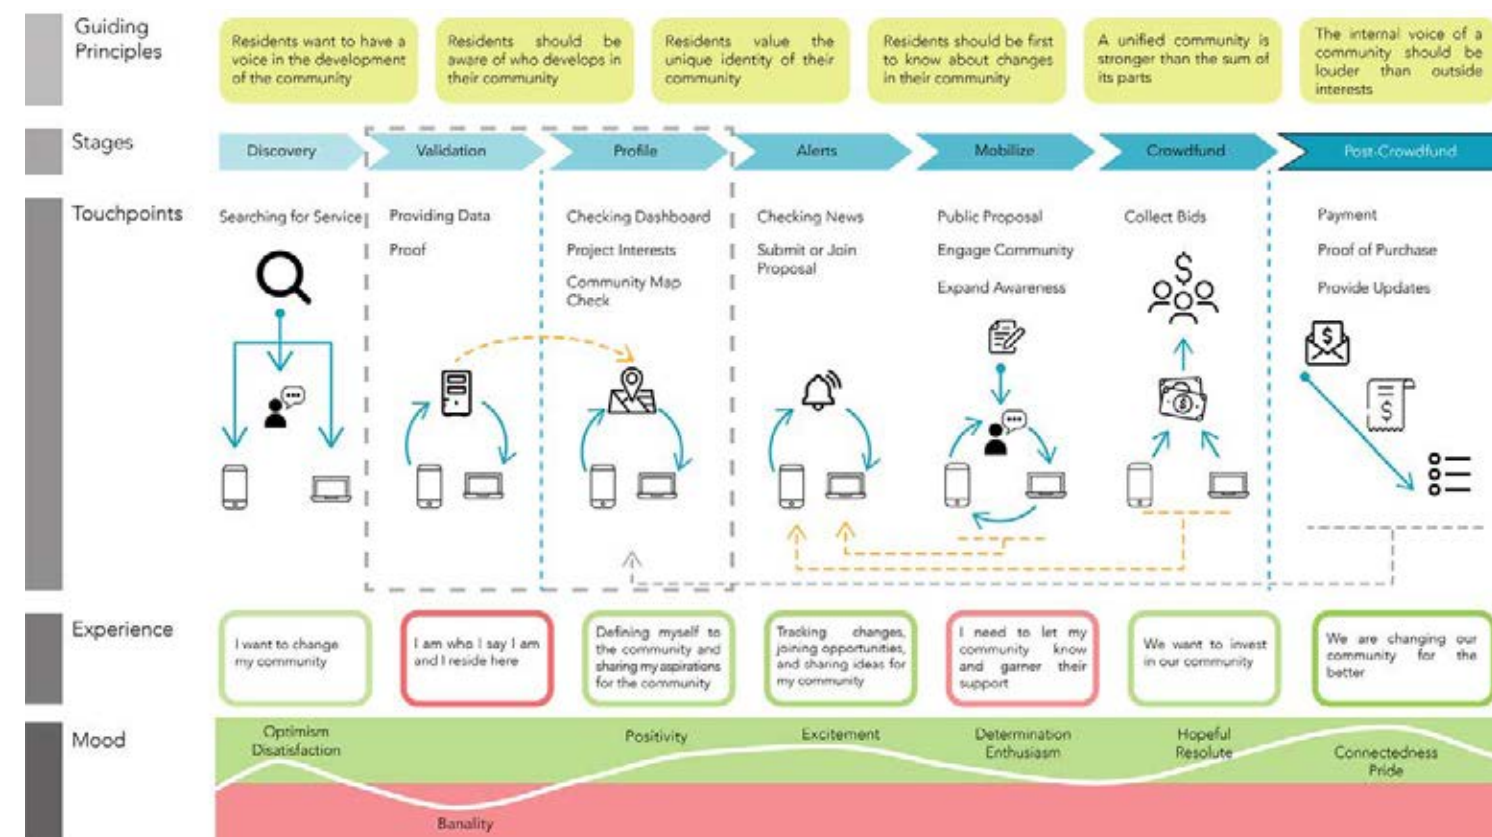 Guiding
Principles
Residents want to have a
voice in the development
of the community
Residents should be
aware of who develops in
their community
Residents value the
unique identity of their
community
Residents should be first
to know about changes
in their community
A unified community is
stronger than the sum of
its parts
The internal voice of a
community should be
louder than outside
interests
Stages
Discovery
Validation
Profile
Alerts
Mobilize
Crowdfund
Post-Crowdfund
Touchpoints
Searching for Service
Providing Data
Proof
Checking Dashboard
Project Interests
Community Map
Check
Checking News
Submit or Join
Proposal
Public Proposal
Engage Community
Expand Awareness
Collect Bids
Payment
Proof of Purchase
Provide Updates
$
$
$
$
Experience
I want to change
my community
I am who I say I am
and I reside here
Defining myself to
the community and
sharing my aspirations
for the community
Tracking changes,
joining opportunities,
and sharing ideas for
my community
I need to let my
community know
and garner their
support
We want to invest
in our community
We are changing our
community for the
better
Mood
Optimism
Disatisfaction
Banality
Positivity
Excitement
Determination
Enthusiasm
Hopeful
Resolute
Connectedness
Pride